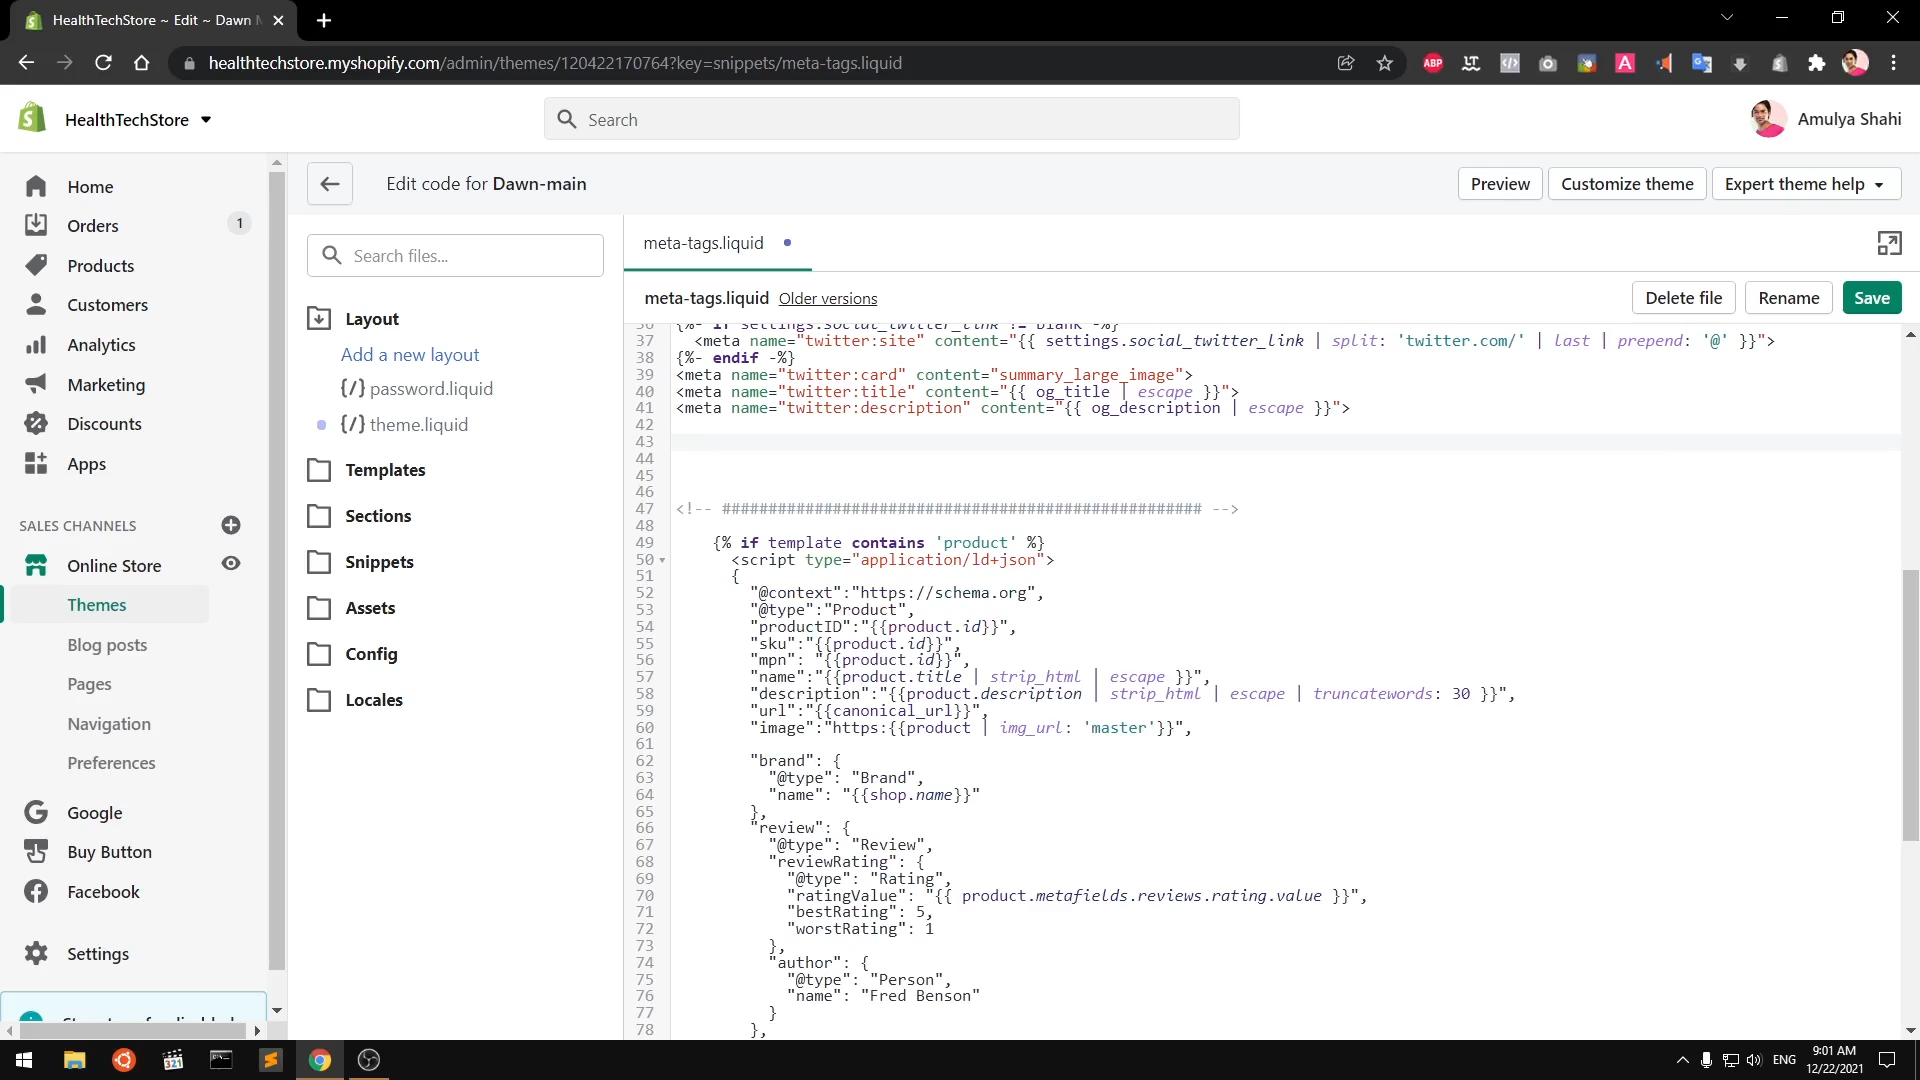 HealthTechStore ~ Edit ~ Dawn
healthtechstore.myshopify.com/admin/themes/120422170764?key=snippets/meta-tags.liquid
ABP
HealthTechStore
Search
Amulya Shahi
Home
Orders
1
Products
Customers
Analytics
Marketing
Discounts
Apps
SALES CHANNELS
Online Store
Themes
Blog posts
Pages
Navigation
Preferences
Google
Buy Button
Facebook
Settings
Edit code for Dawn-main
Preview
Customize theme
Expert theme help
Search files...
Layout
Add a new layout
{/} password.liquid
{/} theme.liquid
Templates
Sections
Snippets
Assets
Config
Locales
meta-tags.liquid
meta-tags.liquid Older versions
Delete file
Rename
Save
36 {%- if settings.social_twitter_link != blank -%}
37 <meta name="twitter:site" content="{{ settings.social_twitter_link | split: 'twitter.com/' | last | prepend: '@' }}">
38 {%- endif -%}
39 <meta name="twitter:card" content="summary_large_image">
40 <meta name="twitter:title" content="{{ og_title | escape }}">
41 <meta name="twitter:description" content="{{ og_description | escape }}">
42
43
44
45
46
47 <!-- #################################################### -->
48
49 {% if template contains 'product' %}
50 <script type="application/ld+json">
51 {
52 "@context":"https://schema.org",
53 "@type":"Product",
54 "productID":"{{product.id}}",
55 "sku":"{{product.id}}",
56 "mpn": "{{product.id}}",
57 "name":"{{product.title | strip_html | escape }}",
58 "description":"{{product.description | strip_html | escape | truncatewords: 30 }}",
59 "url":"{{canonical_url}}",
60 "image":"https:{{product | img_url: 'master'}}",
61
62 "brand": {
63 "@type": "Brand",
64 "name": "{{shop.name}}"
65 },
66 "review": {
67 "@type": "Review",
68 "reviewRating": {
69 "@type": "Rating",
70 "ratingValue": "{{ product.metafields.reviews.rating.value }}",
71 "bestRating": 5,
72 "worstRating": 1
73 },
74 "author": {
75 "@type": "Person",
76 "name": "Fred Benson"
77 }
78 },
321
ENG
9:01 AM
12/22/2021